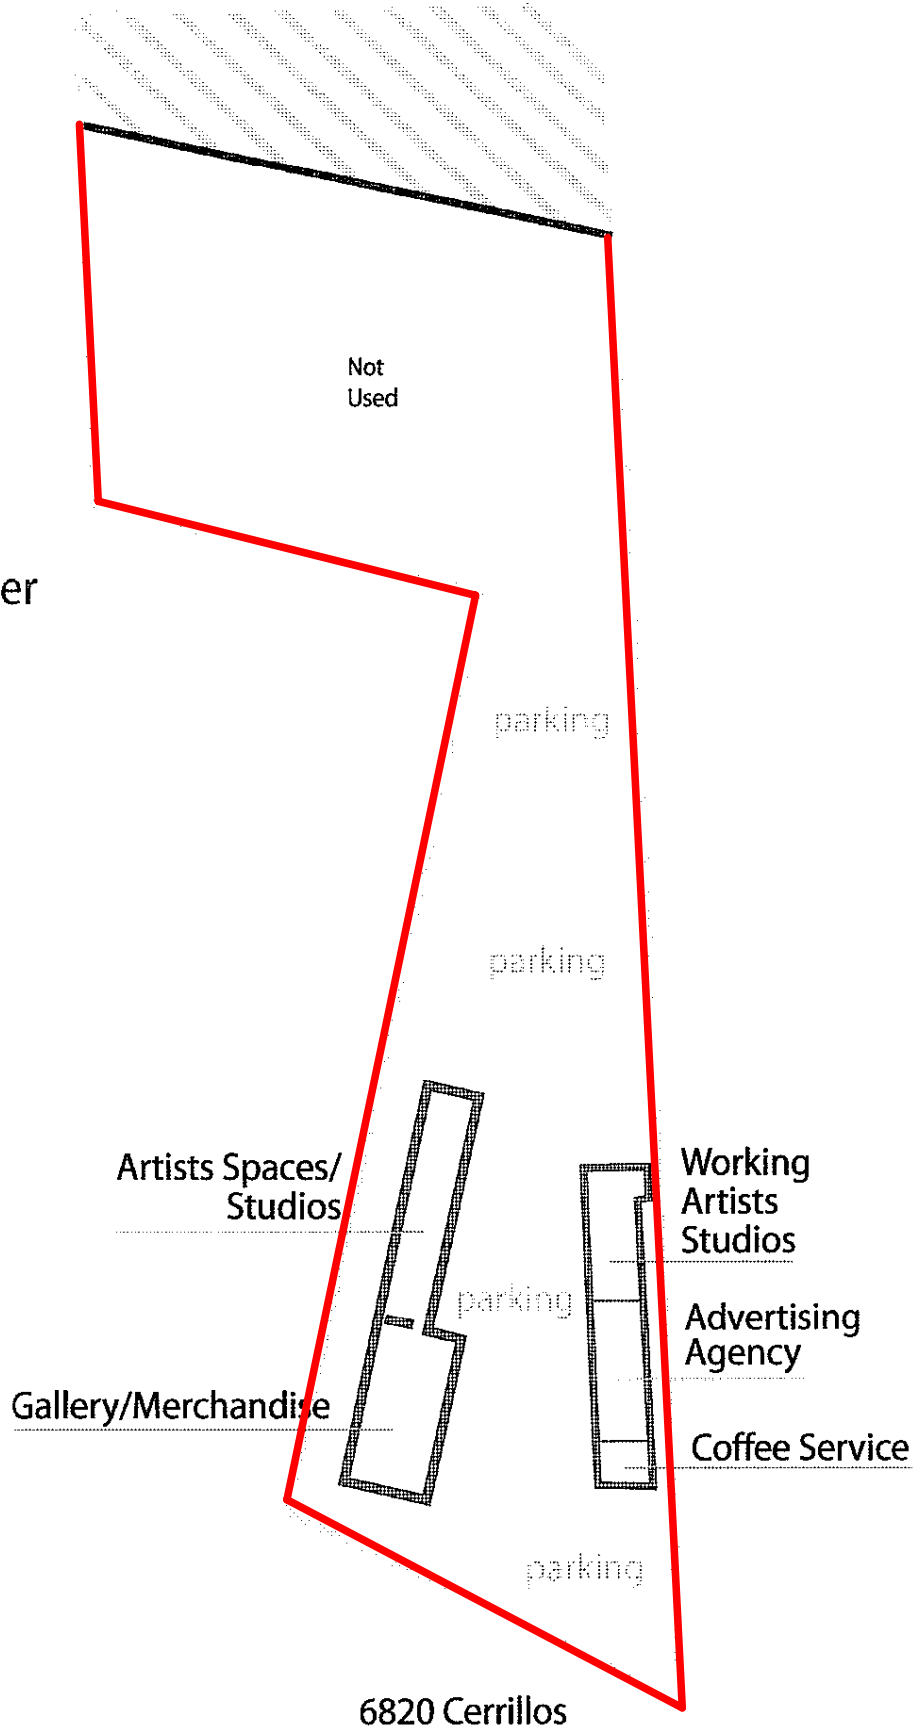 Not
Used
er
parking
parking
Artists Spaces/
Studios
Working
Artists
Studios
parking
Advertising
Agency
Gallery/Merchandise
Coffee Service
parking
6820 Cerrillos